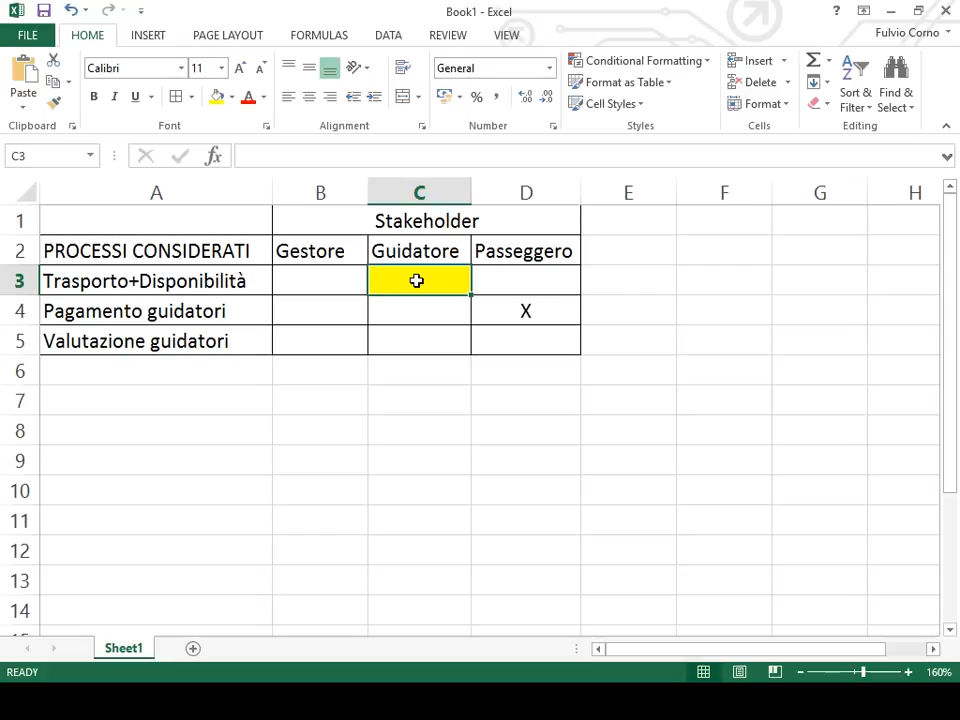 Book1 - Excel
Fulvio Corno
FILE HOME INSERT PAGE LAYOUT FORMULAS DATA REVIEW VIEW
Paste
Calibri 11
B I U
General
Conditional Formatting
Format as Table
Cell Styles
Insert
Delete
Format
Sort & Filter
Find & Select
Clipboard Font Alignment Number Styles Cells Editing
C3 fx
A B C D E F G H
1 Stakeholder
2 PROCESSI CONSIDERATI Gestore Guidatore Passeggero
3 Trasporto+Disponibilità
4 Pagamento guidatori X
5 Valutazione guidatori
6
7
8
9
10
11
12
13
14
Sheet1
READY 160%